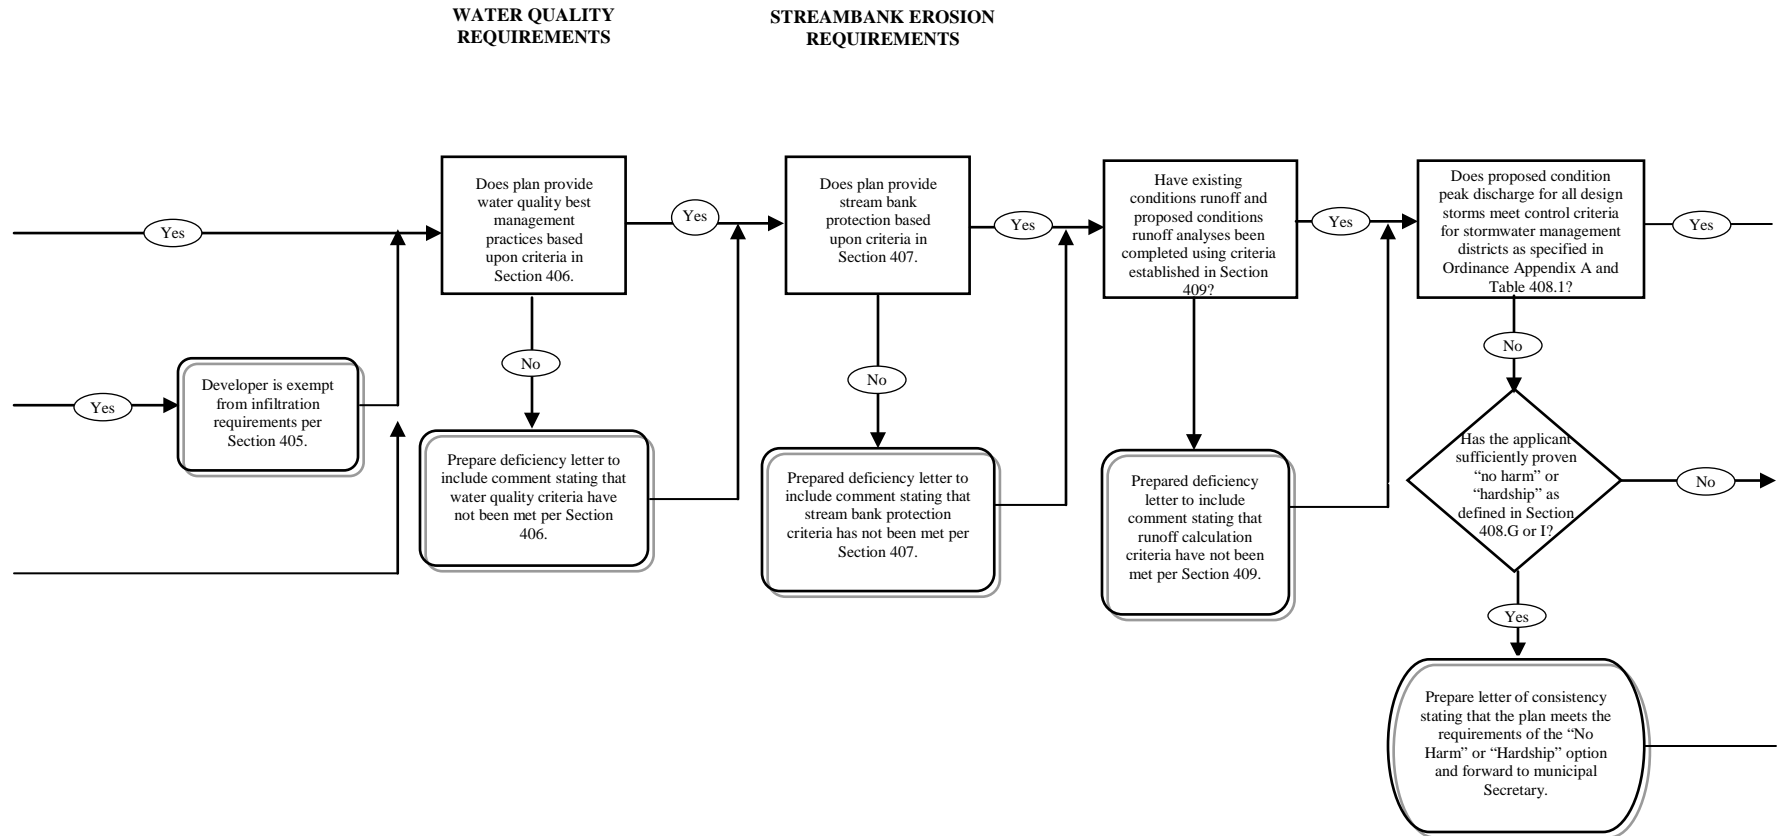 WATER QUALITY
REQUIREMENTS
STREAMBANK EROSION
REQUIREMENTS
Yes
Does plan provide
water quality best
management
practices based
upon criteria in
Section 406.
Yes
Does plan provide
stream bank
protection based
upon criteria in
Section 407.
Yes
Have existing
conditions runoff and
proposed conditions
runoff analyses been
completed using criteria
established in Section
409?
Yes
Does proposed condition
peak discharge for all design
storms meet control criteria
for stormwater management
districts as specified in
Ordinance Appendix A and
Table 408.1?
Yes
No
No
No
Yes
Developer is exempt
from infiltration
requirements per
Section 405.
Prepare deficiency letter to
include comment stating that
water quality criteria have
not been met per Section
406.
Prepared deficiency letter to
include comment stating that
stream bank protection
criteria has not been met per
Section 407.
Prepared deficiency
letter to include
comment stating that
runoff calculation
criteria have not been
met per Section 409.
Has the applicant
sufficiently proven
“no harm” or
“hardship” as
defined in Section
408.G or I?
No
Yes
Prepare letter of consistency
stating that the plan meets the
requirements of the “No
Harm” or “Hardship” option
and forward to municipal
Secretary.